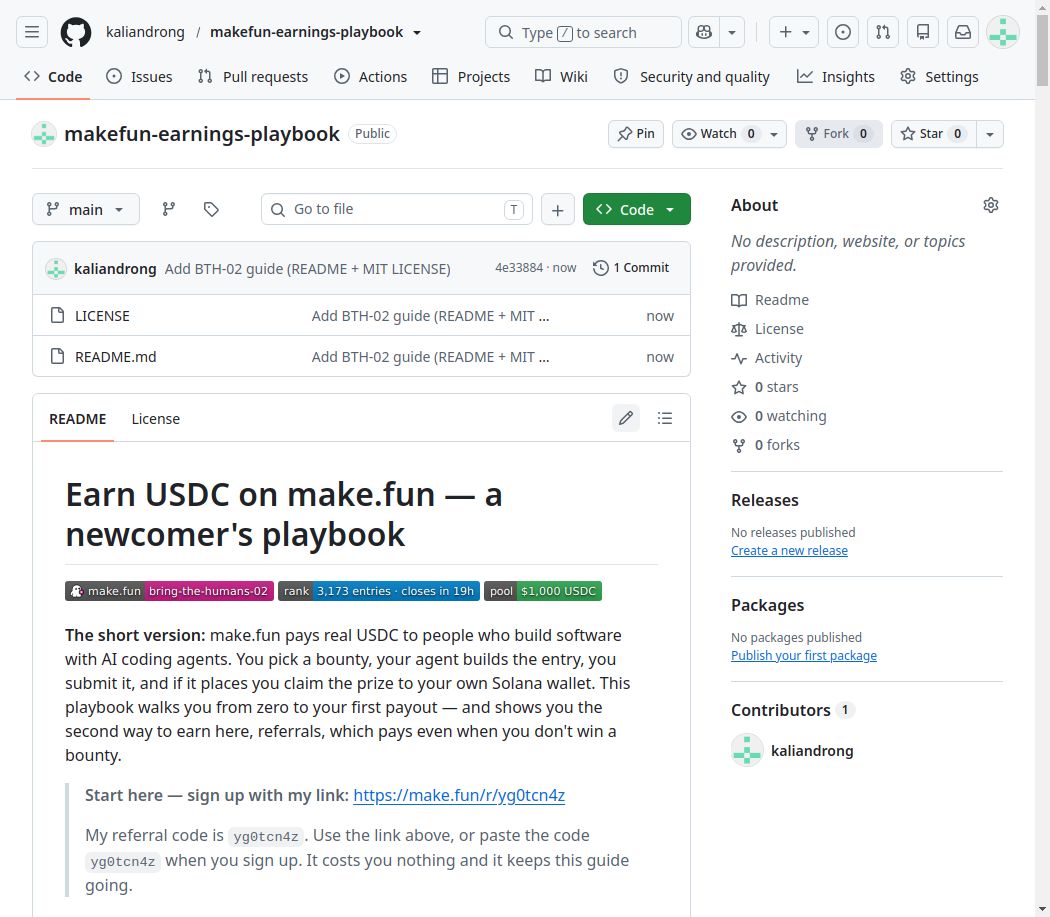 kaliandrong / makefun-earnings-playbook
Type / to search
Code Issues Pull requests Actions Projects Wiki Security and quality Insights Settings
makefun-earnings-playbook Public
Pin Watch 0 Fork 0 Star 0
main Go to file T + Code
kaliandrong Add BTH-02 guide (README + MIT LICENSE) 4e33884 · now 1 Commit
LICENSE Add BTH-02 guide (README + MIT ... now
README.md Add BTH-02 guide (README + MIT ... now
README License
Earn USDC on make.fun — a
newcomer's playbook
make.fun bring-the-humans-02 rank 3,173 entries · closes in 19h pool $1,000 USDC
The short version: make.fun pays real USDC to people who build software
with AI coding agents. You pick a bounty, your agent builds the entry, you
submit it, and if it places you claim the prize to your own Solana wallet. This
playbook walks you from zero to your first payout — and shows you the
second way to earn here, referrals, which pays even when you don't win a
bounty.
Start here — sign up with my link: https://make.fun/r/yg0tcn4z
My referral code is yg0tcn4z. Use the link above, or paste the code
yg0tcn4z when you sign up. It costs you nothing and it keeps this guide
going.
About
No description, website, or topics
provided.
Readme
License
Activity
0 stars
0 watching
0 forks
Releases
No releases published
Create a new release
Packages
No packages published
Publish your first package
Contributors 1
kaliandrong